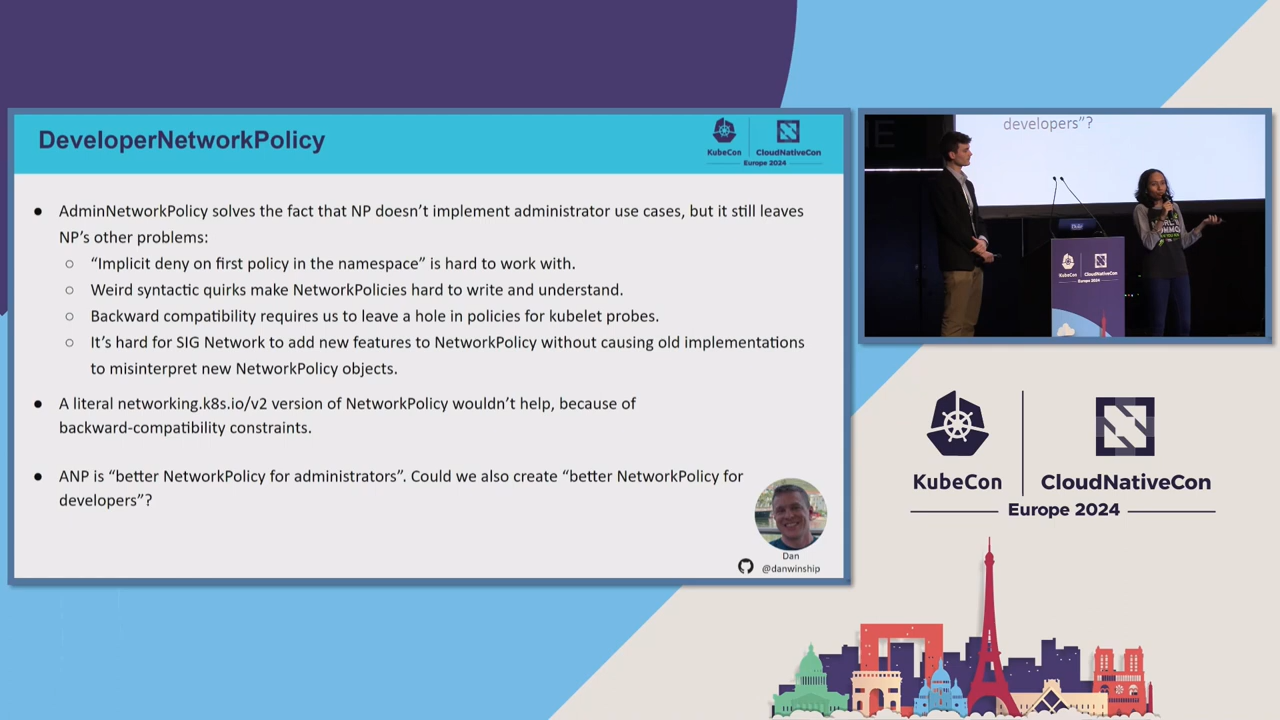 DeveloperNetworkPolicy
KubeCon
CloudNativeCon
Europe 2024
● AdminNetworkPolicy solves the fact that NP doesn’t implement administrator use cases, but it still leaves
NP’s other problems:
○ “Implicit deny on first policy in the namespace” is hard to work with.
○ Weird syntactic quirks make NetworkPolicies hard to write and understand.
○ Backward compatibility requires us to leave a hole in policies for kubelet probes.
○ It’s hard for SIG Network to add new features to NetworkPolicy without causing old implementations
to misinterpret new NetworkPolicy objects.
● A literal networking.k8s.io/v2 version of NetworkPolicy wouldn’t help, because of
backward-compatibility constraints.
● ANP is “better NetworkPolicy for administrators”. Could we also create “better NetworkPolicy for
developers”?
Dan
@danwinship
developers”?
KubeCon
CloudNativeCon
Europe 2024
KubeCon
CloudNativeCon
Europe 2024